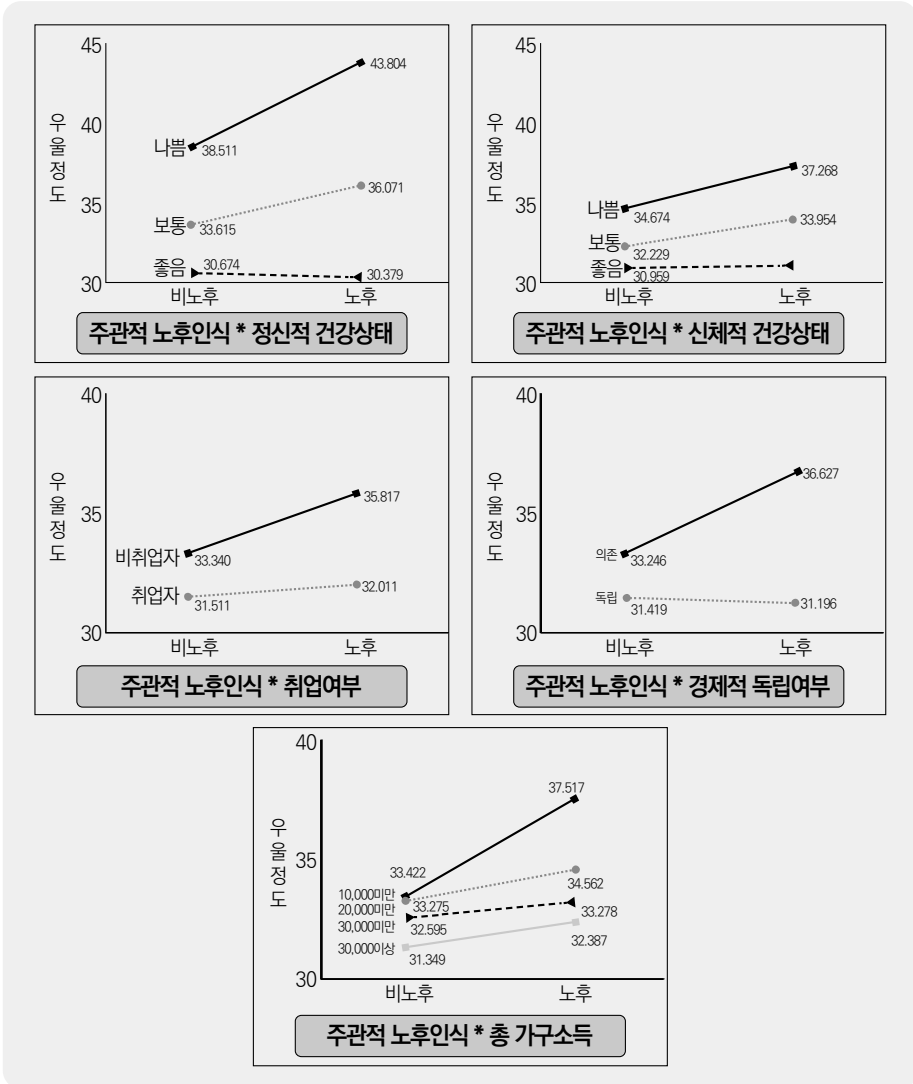 45
40
35
30
우울정도
나쁨
38.511
43.804
보통
33.615
36.071
좋음
30.674
30.379
비노후
노후
주관적 노후인식 * 정신적 건강상태
45
40
35
30
우울정도
나쁨
34.674
37.268
보통
32.229
33.954
좋음
30.959
비노후
노후
주관적 노후인식 * 신체적 건강상태
40
35
30
우울정도
비취업자
33.340
35.817
취업자
31.511
32.011
비노후
노후
주관적 노후인식 * 취업여부
40
35
30
우울정도
의존
33.246
36.627
독립
31.419
31.196
비노후
노후
주관적 노후인식 * 경제적 독립여부
40
35
30
우울정도
37.517
33.422
10,000미만
33.275
34.562
20,000미만
30,000미만
32.595
33.278
30,000이상
31.349
32.387
비노후
노후
주관적 노후인식 * 총 가구소득